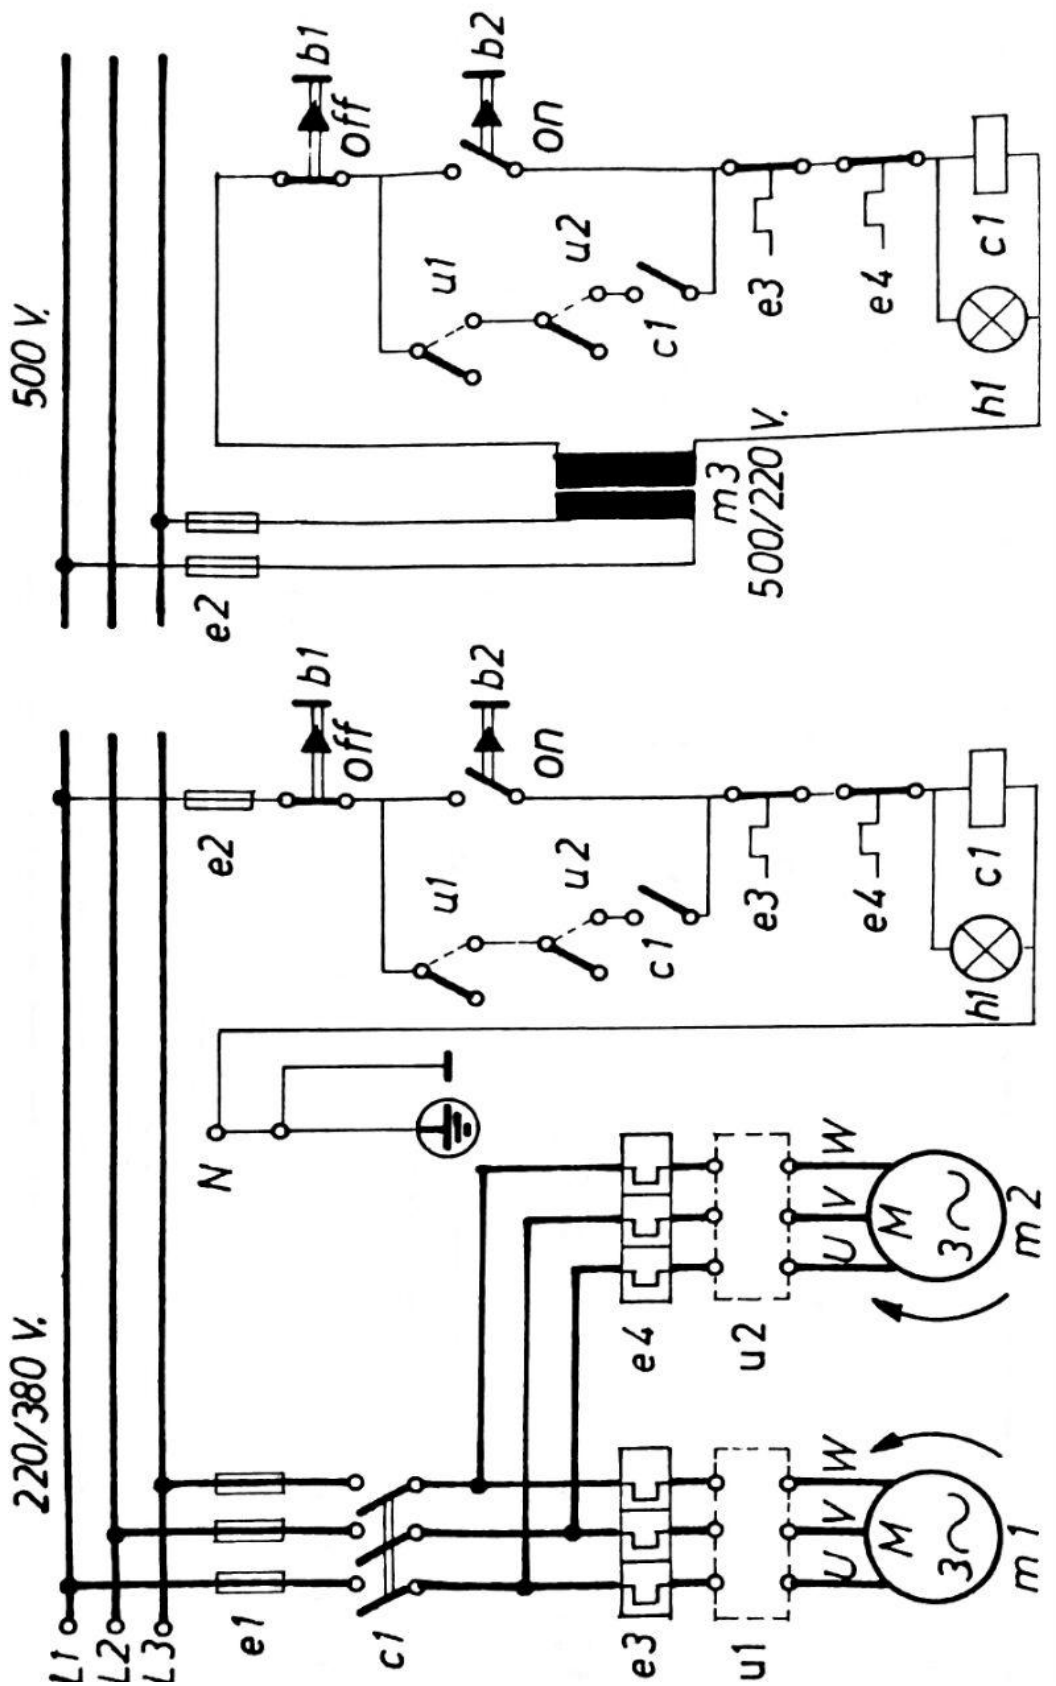 500 V.
b1
off
b2
on
u1
u2
c1
e3
e4
c1
h1
m3
500/220 V.
e2
b1
off
b2
on
e2
u1
u2
c1
e3
e4
c1
h1
N
220/380 V.
L1
L2
L3
e1
c1
e3
u1
U V W
M
3~
m1
e4
u2
U V W
M
3~
m2